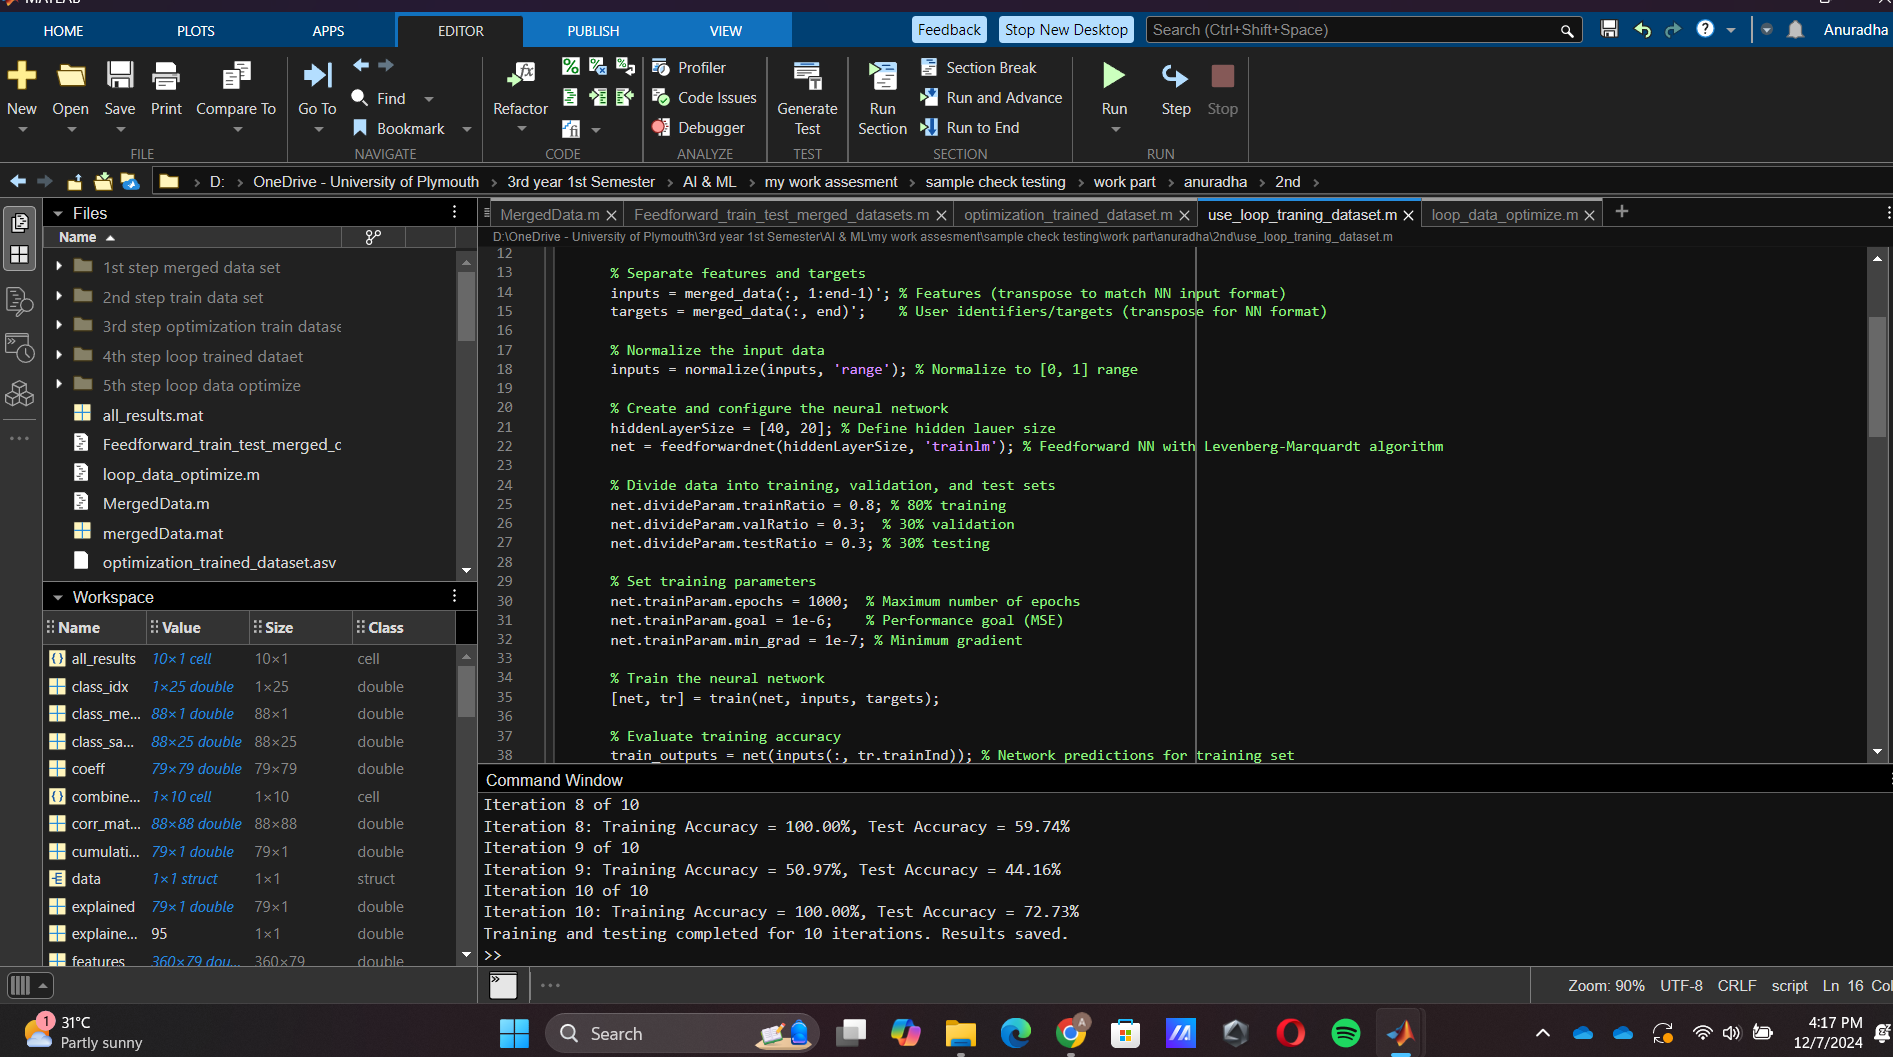 MATLAB
HOME PLOTS APPS EDITOR PUBLISH VIEW Feedback Stop New Desktop Search (Ctrl+Shift+Space) Anuradha
New Open Save Print Compare To Go To Find Bookmark Refactor Profiler Code Issues Debugger Generate Test Run Section Section Break Run and Advance Run to End Run Step Stop
FILE NAVIGATE CODE ANALYZE TEST SECTION RUN
D: › OneDrive - University of Plymouth › 3rd year 1st Semester › AI & ML › my work assesment › sample check testing › work part › anuradha › 2nd ›
Files
Name
1st step merged data set
2nd step train data set
3rd step optimization train datase
4th step loop trained dataet
5th step loop data optimize
all_results.mat
Feedforward_train_test_merged_c
loop_data_optimize.m
MergedData.m
mergedData.mat
optimization_trained_dataset.asv
Workspace
Name Value Size Class
all_results 10×1 cell 10×1 cell
class_idx 1×25 double 1×25 double
class_me... 88×1 double 88×1 double
class_sa... 88×25 double 88×25 double
coeff 79×79 double 79×79 double
combine... 1×10 cell 1×10 cell
corr_mat... 88×88 double 88×88 double
cumulati... 79×1 double 79×1 double
data 1×1 struct 1×1 struct
explained 79×1 double 79×1 double
explaine... 95 1×1 double
features 360×79 dou... 360×79 double
MergedData.m Feedforward_train_test_merged_datasets.m optimization_trained_dataset.m use_loop_traning_dataset.m loop_data_optimize.m
D:\OneDrive - University of Plymouth\3rd year 1st Semester\AI & ML\my work assesment\sample check testing\work part\anuradha\2nd\use_loop_traning_dataset.m
12
13 % Separate features and targets
14 inputs = merged_data(:, 1:end-1)'; % Features (transpose to match NN input format)
15 targets = merged_data(:, end)'; % User identifiers/targets (transpose for NN format)
16
17 % Normalize the input data
18 inputs = normalize(inputs, 'range'); % Normalize to [0, 1] range
19
20 % Create and configure the neural network
21 hiddenLayerSize = [40, 20]; % Define hidden lauer size
22 net = feedforwardnet(hiddenLayerSize, 'trainlm'); % Feedforward NN with Levenberg-Marquardt algorithm
23
24 % Divide data into training, validation, and test sets
25 net.divideParam.trainRatio = 0.8; % 80% training
26 net.divideParam.valRatio = 0.3; % 30% validation
27 net.divideParam.testRatio = 0.3; % 30% testing
28
29 % Set training parameters
30 net.trainParam.epochs = 1000; % Maximum number of epochs
31 net.trainParam.goal = 1e-6; % Performance goal (MSE)
32 net.trainParam.min_grad = 1e-7; % Minimum gradient
33
34 % Train the neural network
35 [net, tr] = train(net, inputs, targets);
36
37 % Evaluate training accuracy
38 train_outputs = net(inputs(:, tr.trainInd)); % Network predictions for training set
Command Window
Iteration 8 of 10
Iteration 8: Training Accuracy = 100.00%, Test Accuracy = 59.74%
Iteration 9 of 10
Iteration 9: Training Accuracy = 50.97%, Test Accuracy = 44.16%
Iteration 10 of 10
Iteration 10: Training Accuracy = 100.00%, Test Accuracy = 72.73%
Training and testing completed for 10 iterations. Results saved.
>>
Zoom: 90% UTF-8 CRLF script Ln 16 Col
1 31°C
Partly sunny
Search
A
4:17 PM
12/7/2024